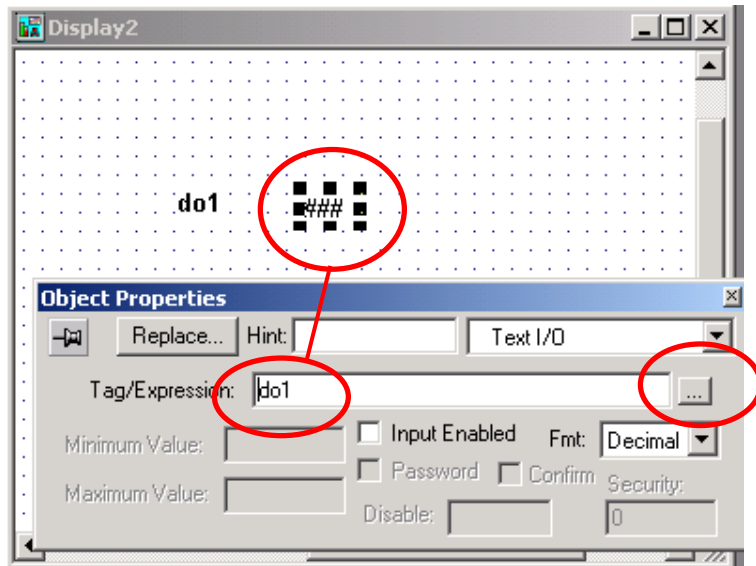 Display2
do1 ###
Object Properties
Replace... Hint: Text I/O
Tag/Expression: do1 ...
Minimum Value: Input Enabled Fmt: Decimal
Password Confirm Security:
Maximum Value: Disable: 0